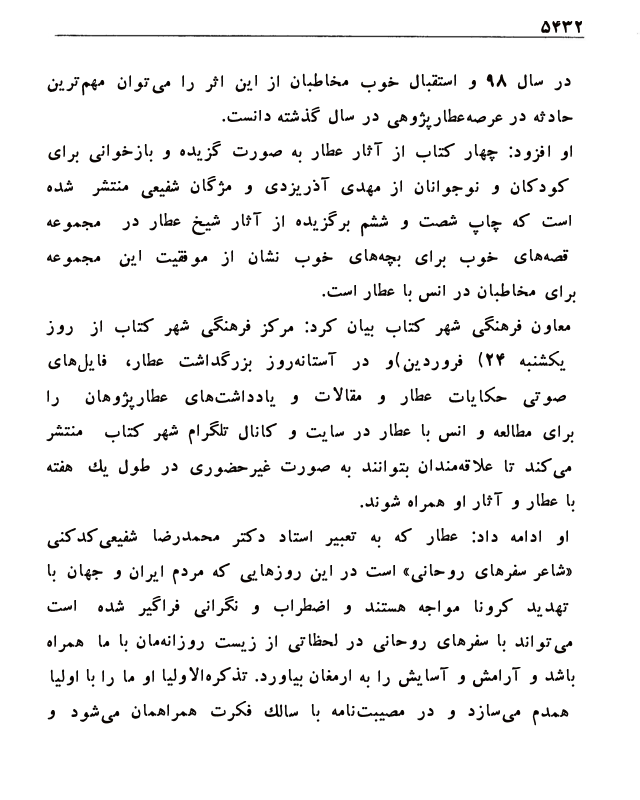 ۵۴۳۲
در سال ۹۸ و استقبال خوب مخاطبان از این اثر را می‌توان مهم‌ترین
حادثه در عرصه‌عطارپژوهی در سال گذشته دانست.
او افزود: چهار کتاب از آثار عطار به صورت گزیده و بازخوانی برای
کودکان و نوجوانان از مهدی آذریزدی و مژگان شفیعی منتشر شده
است که چاپ شصت و ششم برگزیده از آثار شیخ عطار در مجموعه
قصه‌های خوب برای بچه‌های خوب نشان از موفقیت این مجموعه
برای مخاطبان در انس با عطار است.
معاون فرهنگی شهر کتاب بیان کرد: مرکز فرهنگی شهر کتاب از روز
یکشنبه ۲۴) فروردین)و در آستانه‌روز بزرگداشت عطار، فایل‌های
صوتی حکایات عطار و مقالات و یادداشت‌های عطارپژوهان را
برای مطالعه و انس با عطار در سایت و کانال تلگرام شهر کتاب منتشر
می‌کند تا علاقه‌مندان بتوانند به صورت غیرحضوری در طول یك هفته
با عطار و آثار او همراه شوند.
او ادامه داد: عطار که به تعبیر استاد دکتر محمدرضا شفیعی‌کدکنی
«شاعر سفرهای روحانی» است در این روزهایی که مردم ایران و جهان با
تهدید کرونا مواجه هستند و اضطراب و نگرانی فراگیر شده است
می‌تواند با سفرهای روحانی در لحظاتی از زیست روزانه‌مان با ما همراه
باشد و آرامش و آسایش را به ارمغان بیاورد. تذکره‌الاولیا او ما را با اولیا
همدم می‌سازد و در مصیبت‌نامه با سالك فکرت همراهمان می‌شود و